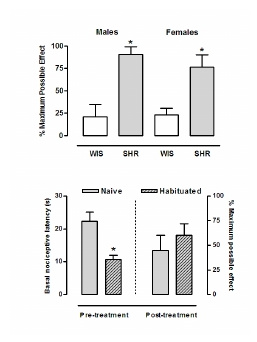 Males Females
% Maximum Possible Effect
100
75
50
25
0
*
*
WIS SHR WIS SHR
Naive Habituated
Basal nociceptive latency (s)
30
20
10
0
*
100
75
50
25
0
% Maximum possible effect
Pre-treatment Post-treatment